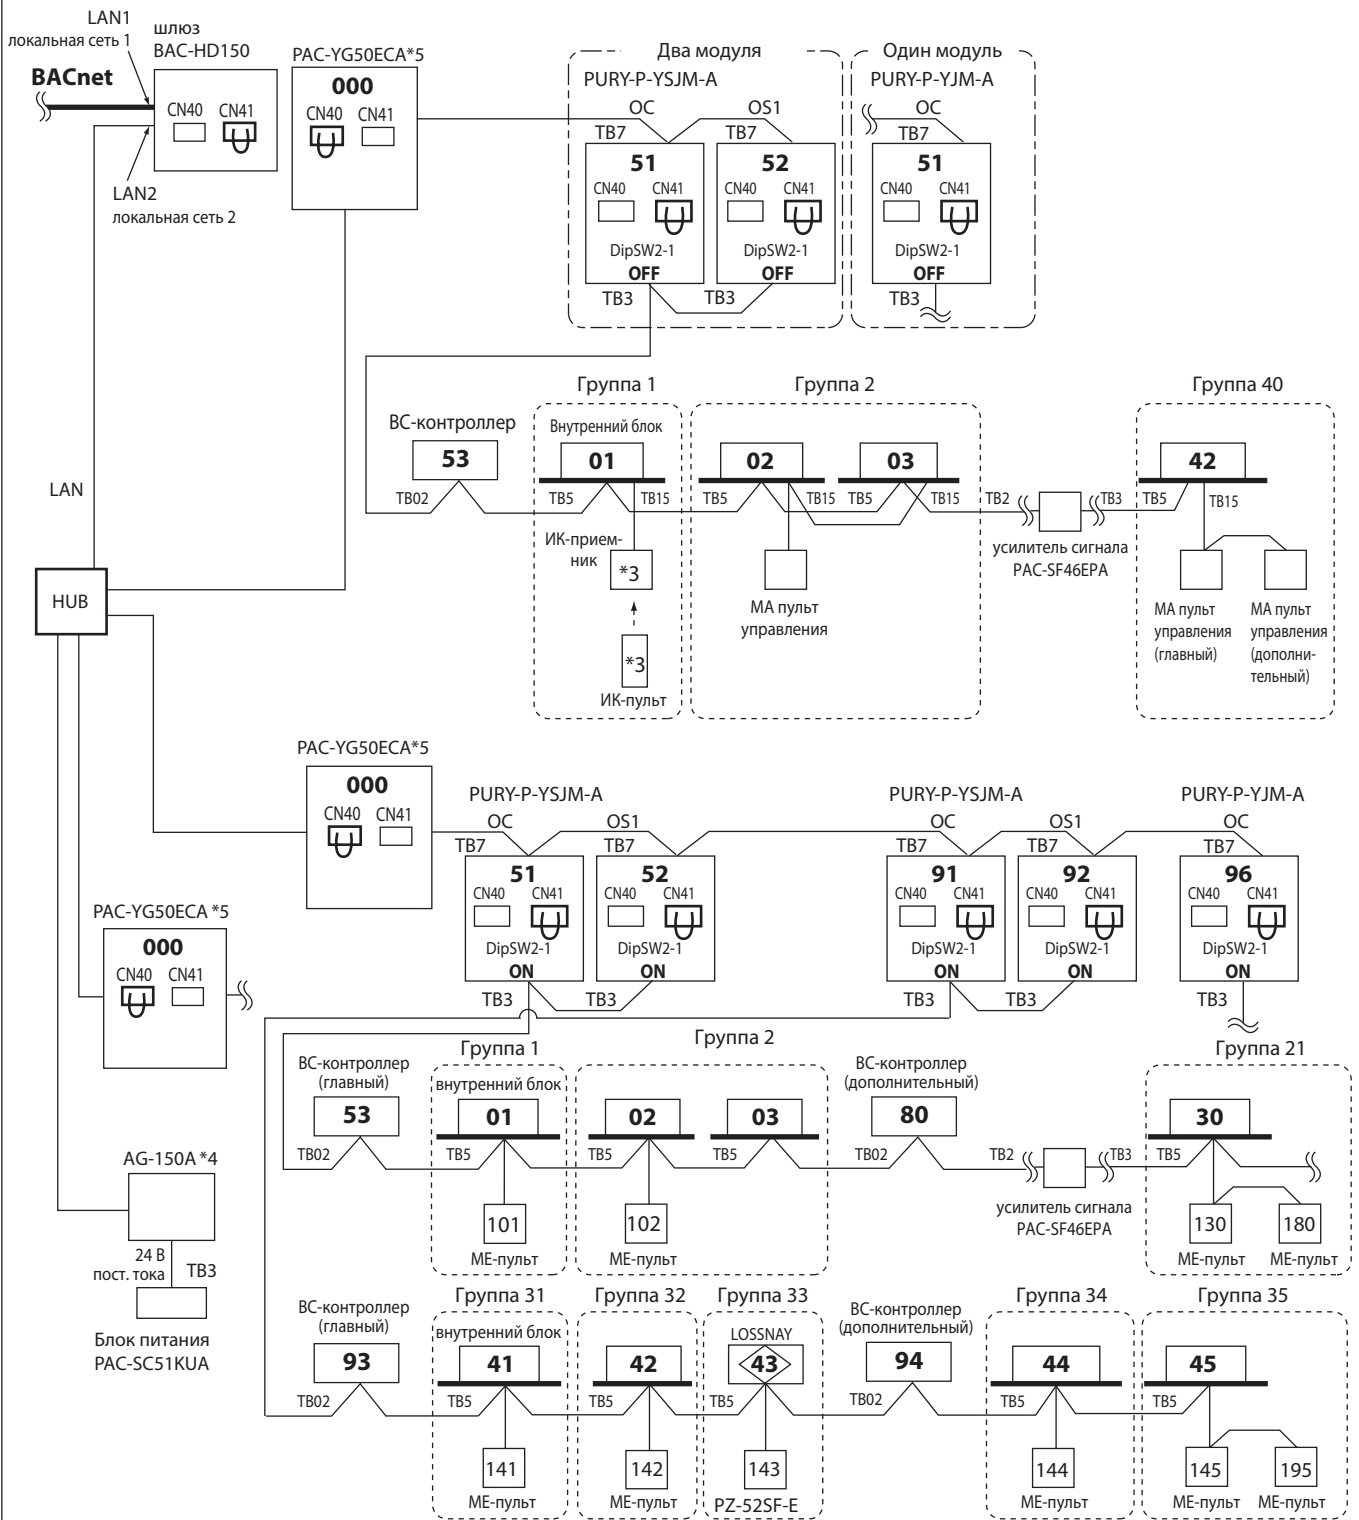 LAN1
локальная сеть 1
шлюз
BAC-HD150
PAC-YG50ECA*5
BACnet
CN40 CN41
LAN2
локальная сеть 2
000
CN40 CN41
Два модуля
PURY-P-YSJM-A
OC OS1
TB7 TB7
51
CN40 CN41
DipSW2-1
OFF
52
CN40 CN41
DipSW2-1
OFF
TB3 TB3
Один модуль
PURY-P-YJM-A
OC
TB7
51
CN40 CN41
DipSW2-1
OFF
TB3
LAN
HUB
BC-контроллер
53
TB02
Группа 1
Внутренний блок
01
TB5 TB15
ИК-прием-
ник
*3
*3
ИК-пульт
Группа 2
02 03
TB5 TB15 TB5 TB15
MA пульт
управления
TB2 TB3
усилитель сигнала
PAC-SF46EPA
Группа 40
42
TB5 TB15
MA пульт
управления
(главный)
MA пульт
управления
(дополни-
тельный)
PAC-YG50ECA*5
000
CN40 CN41
PURY-P-YSJM-A
OC OS1
TB7 TB7
51
CN40 CN41
DipSW2-1
ON
52
CN40 CN41
DipSW2-1
ON
TB3 TB3
PURY-P-YSJM-A
OC OS1
TB7 TB7
91
CN40 CN41
DipSW2-1
ON
92
CN40 CN41
DipSW2-1
ON
TB3 TB3
PURY-P-YJM-A
OC
TB7
96
CN40 CN41
DipSW2-1
ON
TB3
PAC-YG50ECA *5
000
CN40 CN41
BC-контроллер
(главный)
53
TB02
Группа 1
внутренний блок
01
TB5
101
ME-пульт
Группа 2
02 03
TB5 TB5
102
ME-пульт
BC-контроллер
(дополнительный)
80
TB02
TB2 TB3
усилитель сигнала
PAC-SF46EPA
Группа 21
30
TB5
130 180
ME-пульт ME-пульт
AG-150A *4
24 В
пост. тока
TB3
Блок питания
PAC-SC51KUA
BC-контроллер
(главный)
93
TB02
Группа 31
внутренний блок
41
TB5
141
ME-пульт
Группа 32
42
TB5
142
ME-пульт
Группа 33
LOSSNAY
43
TB5
143
PZ-52SF-E
BC-контроллер
(дополнительный)
94
TB02
Группа 34
44
TB5
144
ME-пульт
Группа 35
45
TB5
145 195
ME-пульт ME-пульт